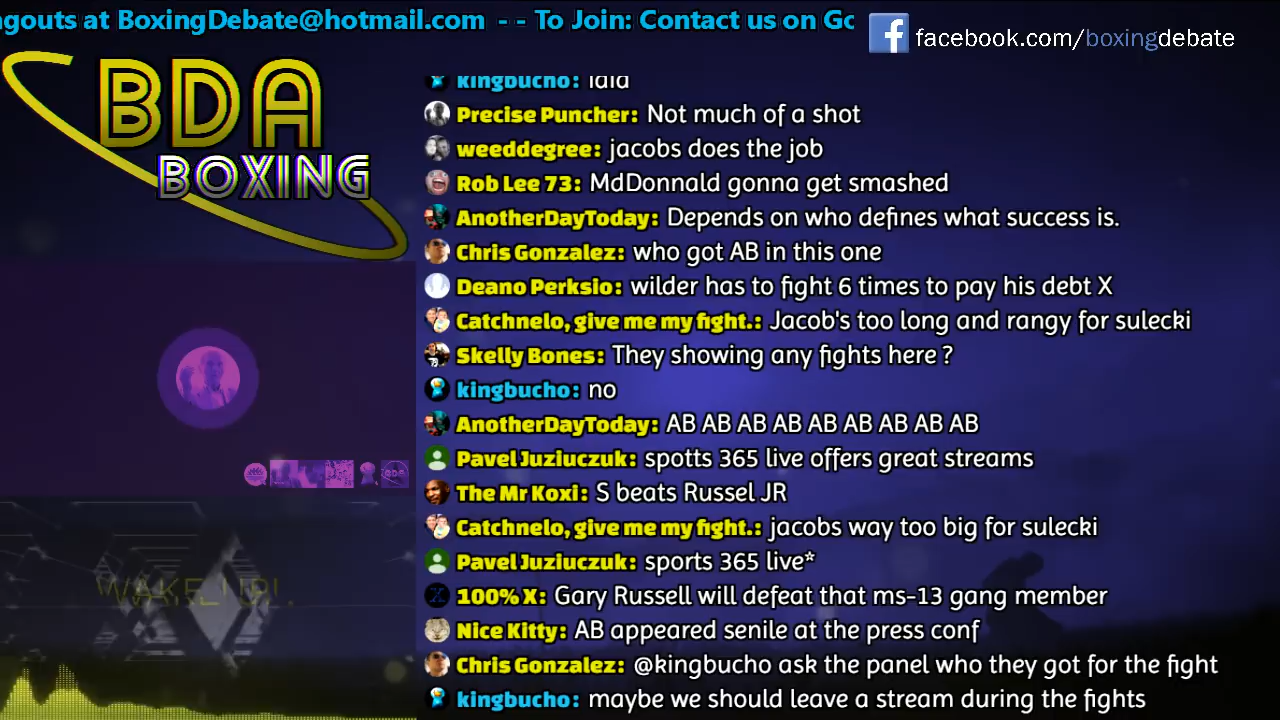 gouts at BoxingDebate@hotmail.com - - To Join: Contact us on Go
facebook.com/boxingdebate
BDA
BOXING
kingbucho: lala
Precise Puncher: Not much of a shot
weeddegree: jacobs does the job
Rob Lee 73: MdDonnald gonna get smashed
AnotherDayToday: Depends on who defines what success is.
Chris Gonzalez: who got AB in this one
Deano Perksio: wilder has to fight 6 times to pay his debt X
Catchnelo, give me my fight.: Jacob's too long and rangy for sulecki
Skelly Bones: They showing any fights here ?
kingbucho: no
AnotherDayToday: AB AB AB AB AB AB AB AB AB
Pavel Juziuczuk: spotts 365 live offers great streams
The Mr Koxi: S beats Russel JR
Catchnelo, give me my fight.: jacobs way too big for sulecki
Pavel Juziuczuk: sports 365 live*
100% X: Gary Russell will defeat that ms-13 gang member
Nice Kitty: AB appeared senile at the press conf
Chris Gonzalez: @kingbucho ask the panel who they got for the fight
kingbucho: maybe we should leave a stream during the fights
WAKE UP!